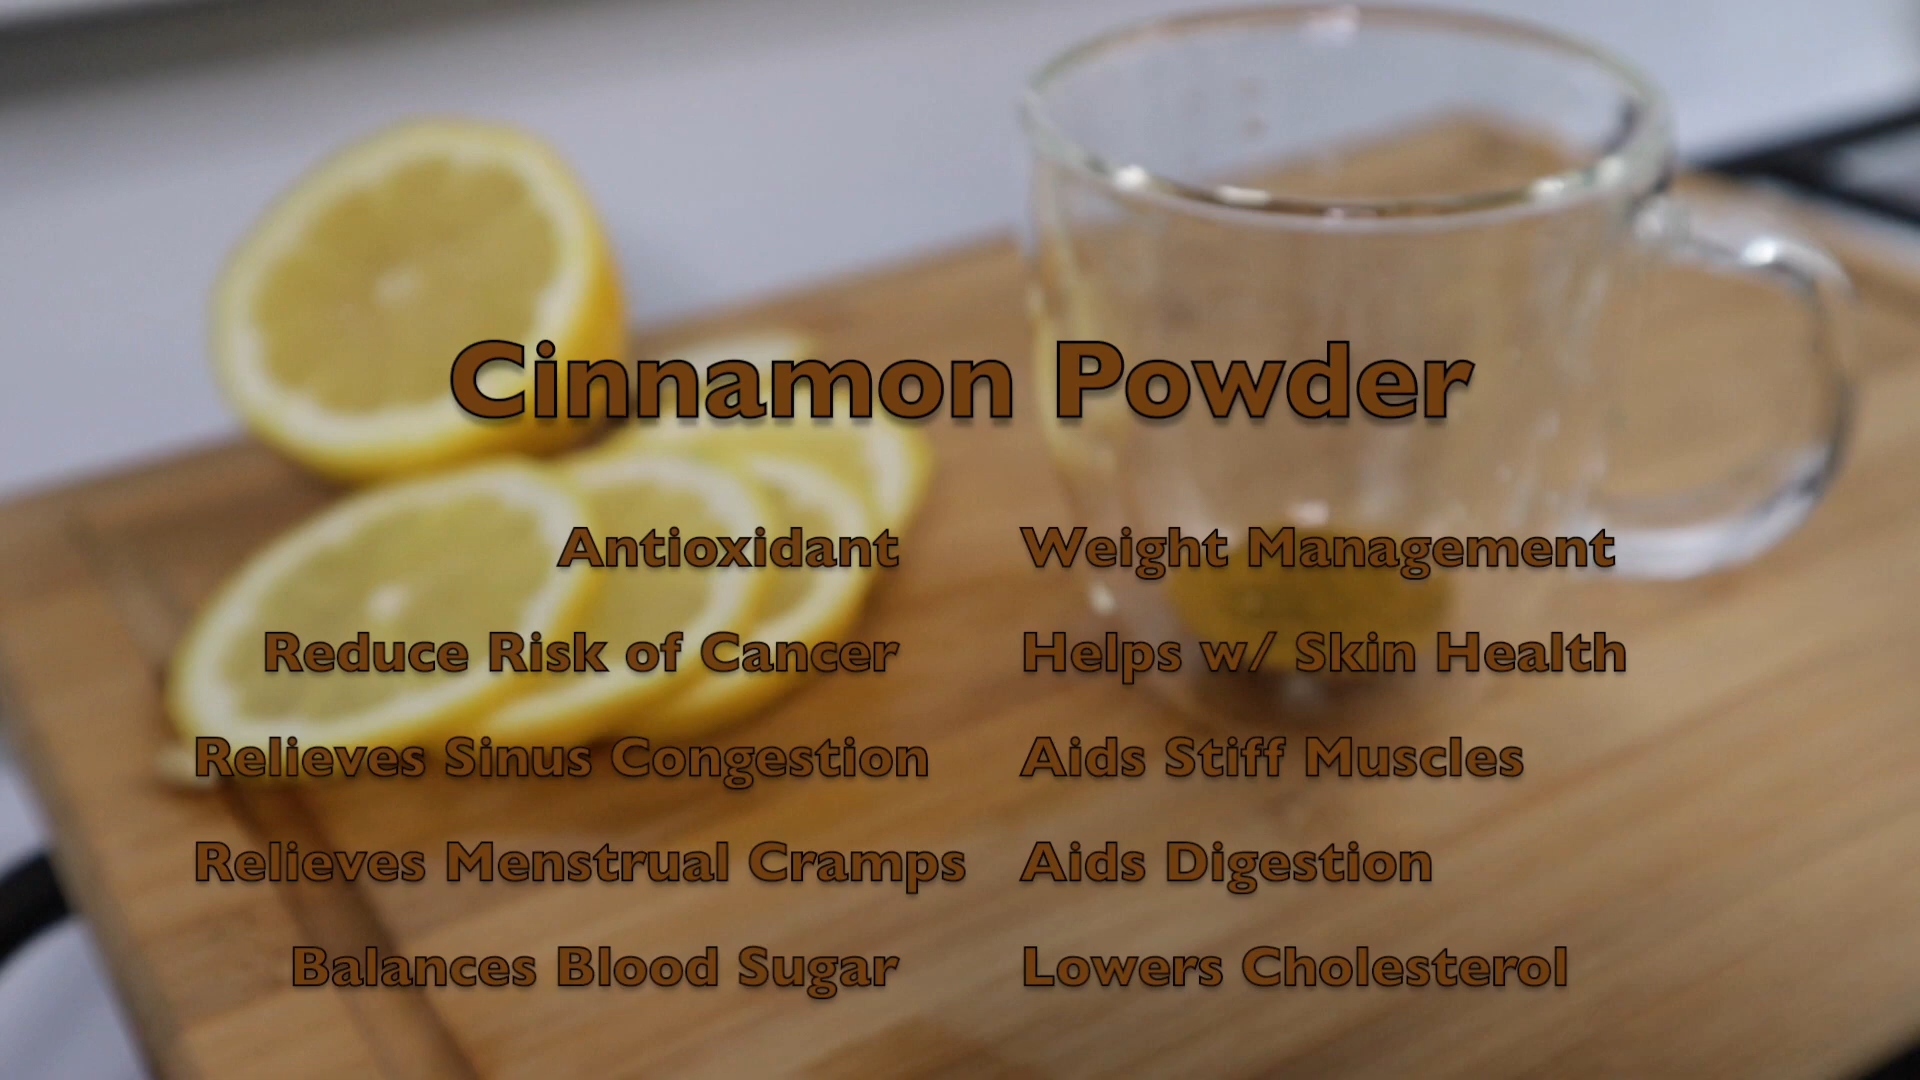 Cinnamon Powder
Antioxidant
Reduce Risk of Cancer
Relieves Sinus Congestion
Relieves Menstrual Cramps
Balances Blood Sugar
Weight Management
Helps w/ Skin Health
Aids Stiff Muscles
Aids Digestion
Lowers Cholesterol